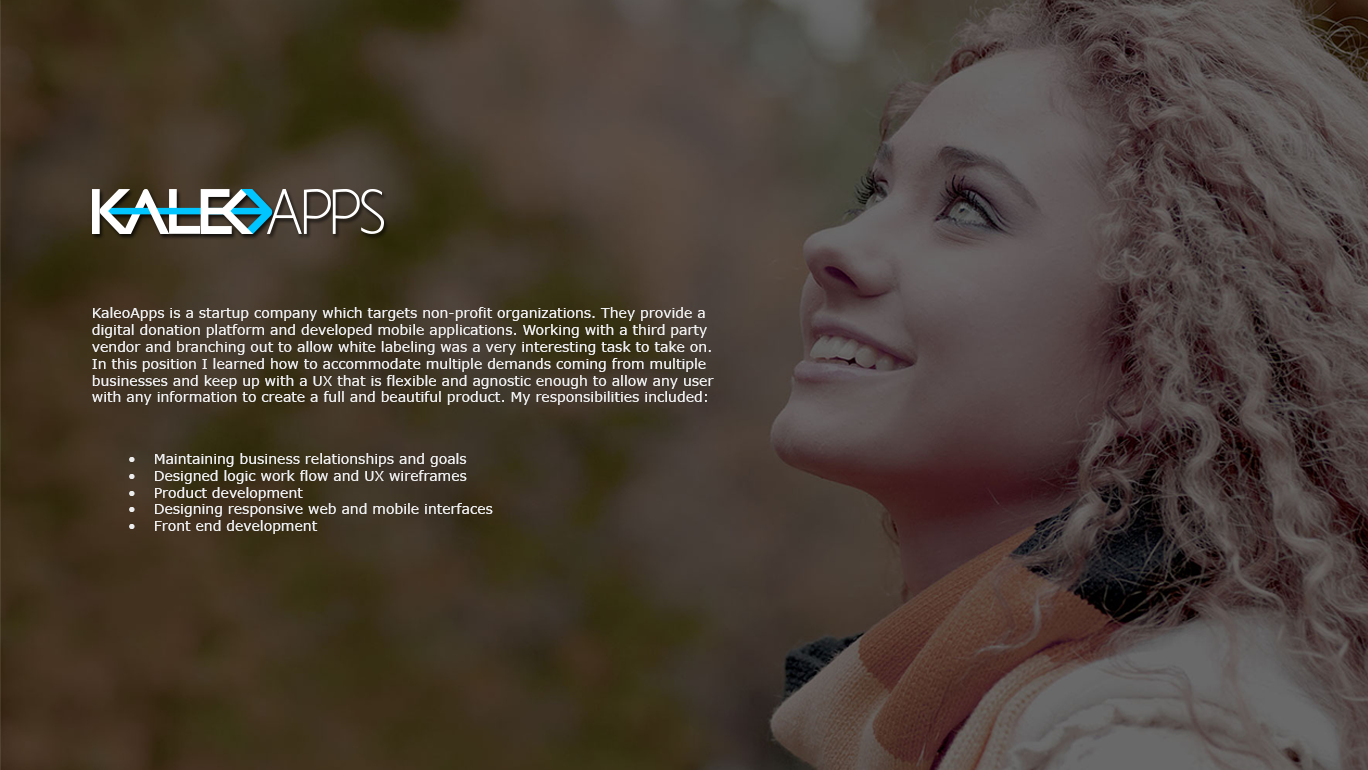 KALEO APPS
KaleoApps is a startup company which targets non-profit organizations. They provide a
digital donation platform and developed mobile applications. Working with a third party
vendor and branching out to allow white labeling was a very interesting task to take on.
In this position I learned how to accommodate multiple demands coming from multiple
businesses and keep up with a UX that is flexible and agnostic enough to allow any user
with any information to create a full and beautiful product. My responsibilities included:
• Maintaining business relationships and goals
• Designed logic work flow and UX wireframes
• Product development
• Designing responsive web and mobile interfaces
• Front end development